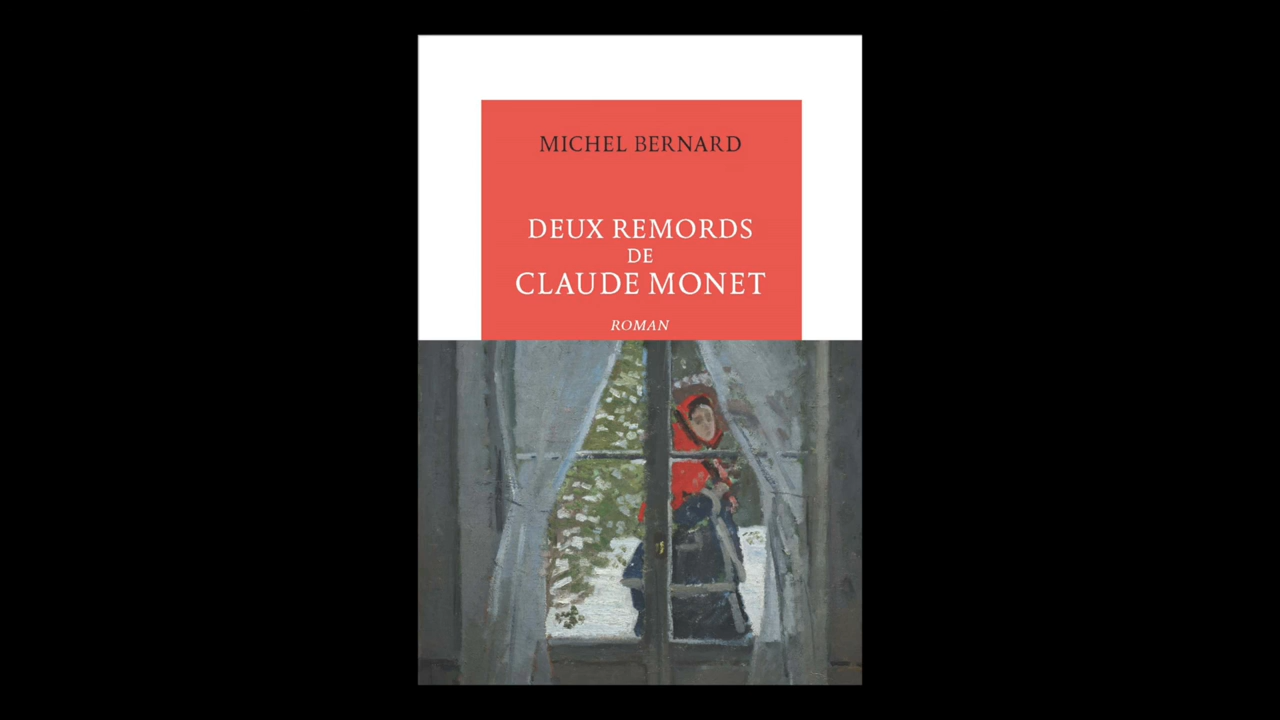 MICHEL BERNARD
DEUX REMORDS
DE
CLAUDE MONET
ROMAN